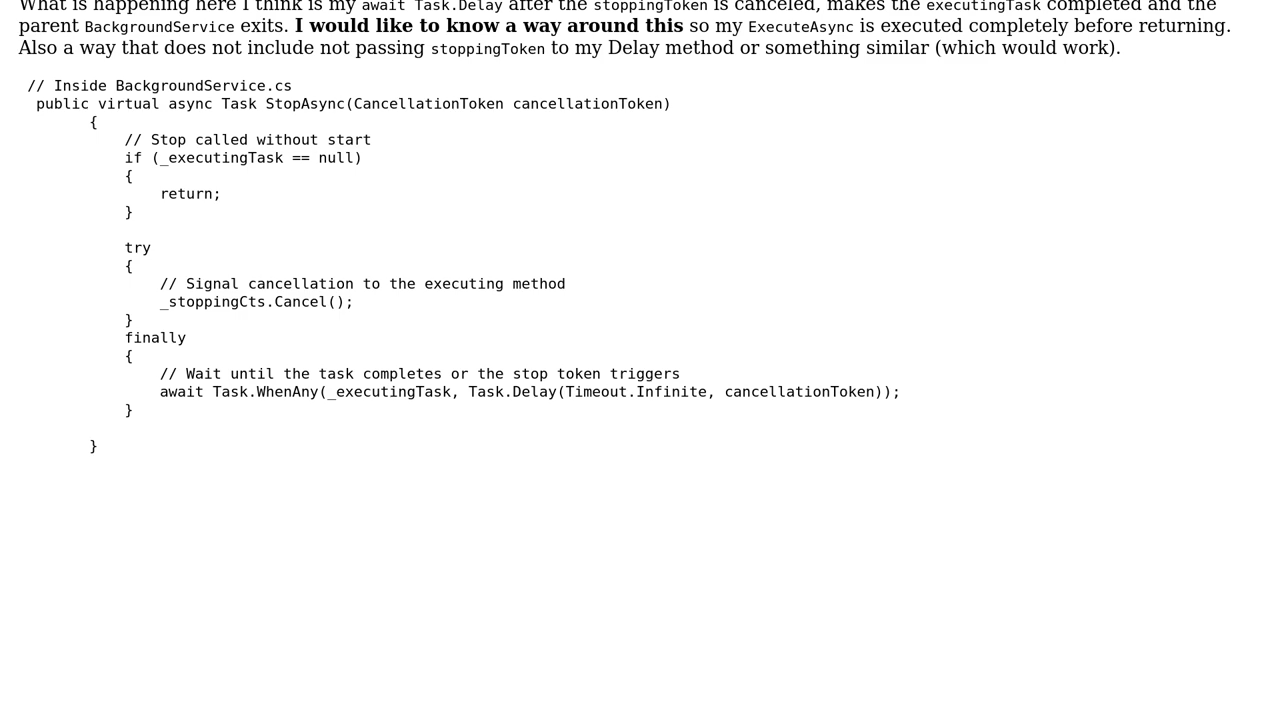 What is happening here I think is my await Task.Delay after the stoppingToken is canceled, makes the executingTask completed and the
parent BackgroundService exits. I would like to know a way around this so my ExecuteAsync is executed completely before returning.
Also a way that does not include not passing stoppingToken to my Delay method or something similar (which would work).
// Inside BackgroundService.cs
public virtual async Task StopAsync(CancellationToken cancellationToken)
{
// Stop called without start
if (_executingTask == null)
{
return;
}
try
{
// Signal cancellation to the executing method
_stoppingCts.Cancel();
}
finally
{
// Wait until the task completes or the stop token triggers
await Task.WhenAny(_executingTask, Task.Delay(Timeout.Infinite, cancellationToken));
}
}